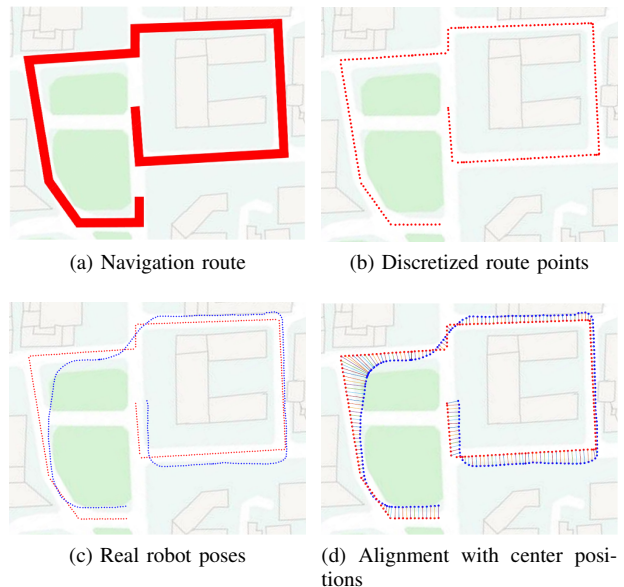 (a) Navigation route
(b) Discretized route points
(c) Real robot poses
(d) Alignment with center posi-
tions